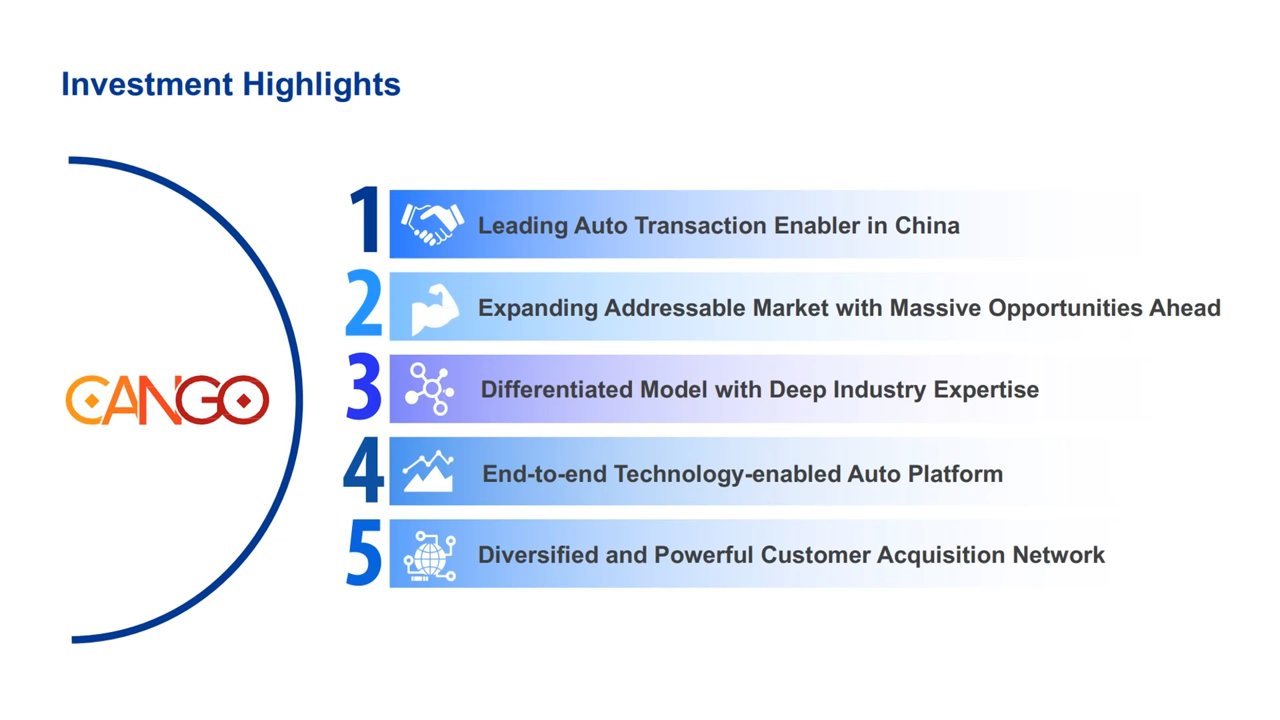 Investment Highlights
CANGO
1 Leading Auto Transaction Enabler in China
2 Expanding Addressable Market with Massive Opportunities Ahead
3 Differentiated Model with Deep Industry Expertise
4 End-to-end Technology-enabled Auto Platform
5 Diversified and Powerful Customer Acquisition Network